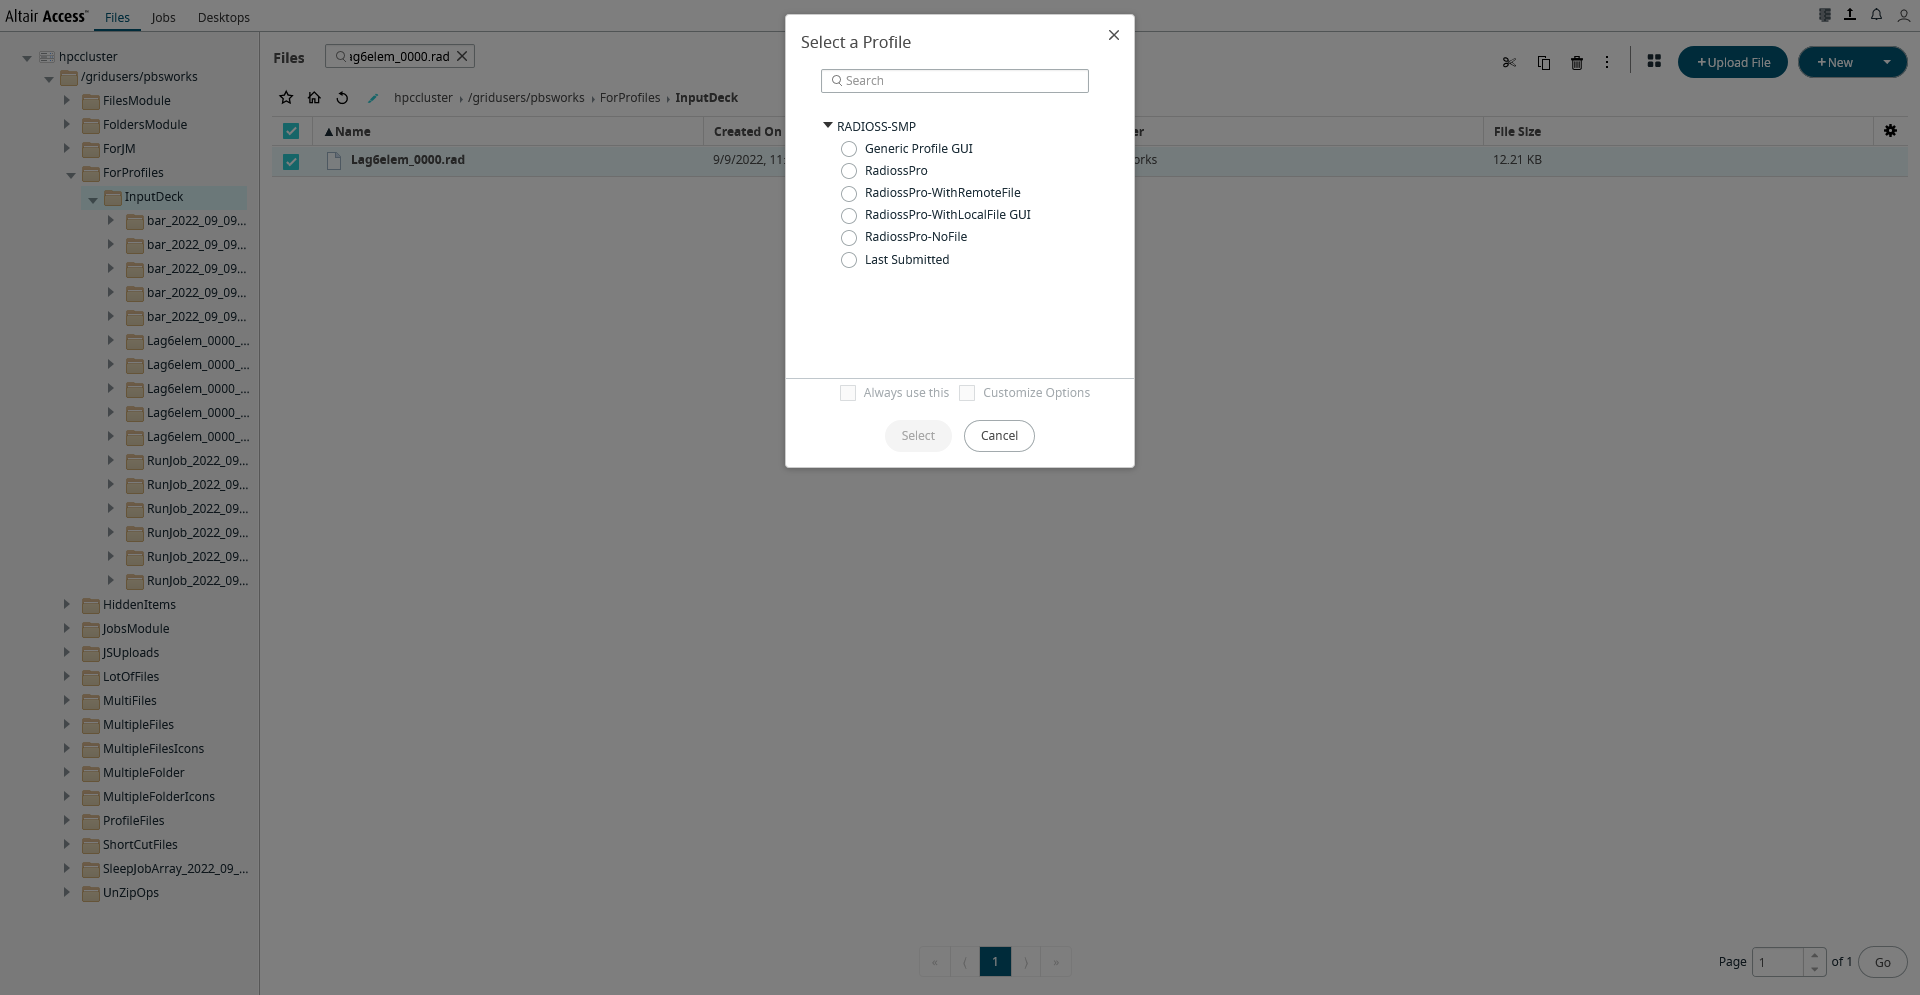 Altair Access™ Files Jobs Desktops
hpccluster
/gridusers/pbsworks
FilesModule
FoldersModule
ForJM
ForProfiles
InputDeck
bar_2022_09_09...
bar_2022_09_09...
bar_2022_09_09...
bar_2022_09_09...
bar_2022_09_09...
Lag6elem_0000_...
Lag6elem_0000_...
Lag6elem_0000_...
Lag6elem_0000_...
Lag6elem_0000_...
RunJob_2022_09...
RunJob_2022_09...
RunJob_2022_09...
RunJob_2022_09...
RunJob_2022_09...
RunJob_2022_09...
HiddenItems
JobsModule
JSUploads
LotOfFiles
MultiFiles
MultipleFiles
MultipleFilesIcons
MultipleFolder
MultipleFolderIcons
ProfileFiles
ShortCutFiles
SleepJobArray_2022_09_...
UnZipOps
Files
ag6elem_0000.rad
+Upload File
+New
hpccluster › /gridusers/pbsworks › ForProfiles › InputDeck
Name Created On er File Size
Lag6elem_0000.rad 9/9/2022, 11: orks 12.21 KB
Select a Profile
Search
RADIOSS-SMP
Generic Profile GUI
RadiossPro
RadiossPro-WithRemoteFile
RadiossPro-WithLocalFile GUI
RadiossPro-NoFile
Last Submitted
Always use this Customize Options
Select Cancel
« ⟨ 1 ⟩ »
Page 1 of 1 Go